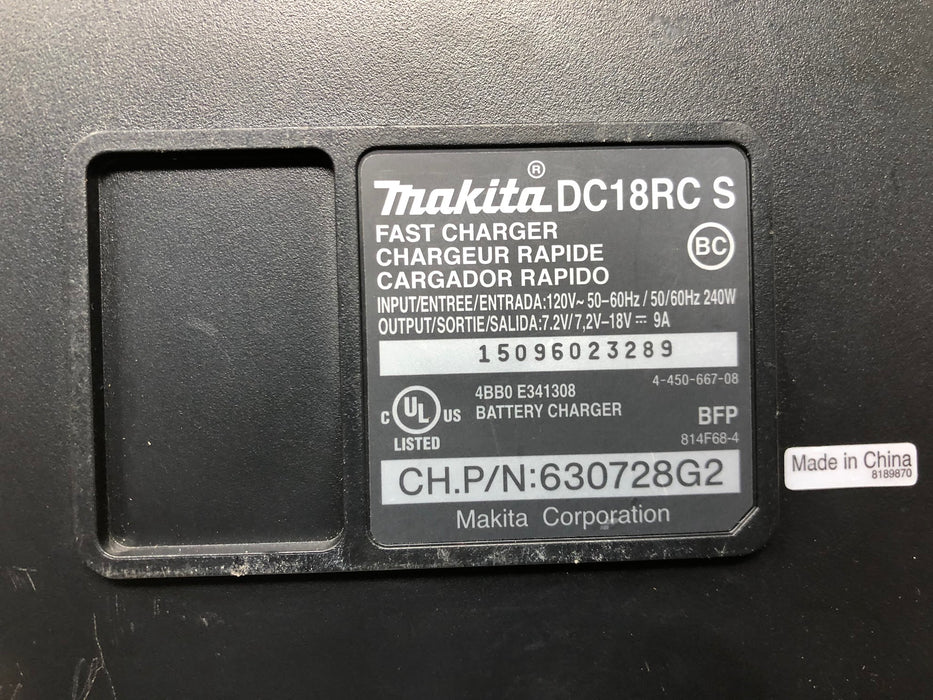 makita® DC18RC S
FAST CHARGER
CHARGEUR RAPIDE
CARGADOR RAPIDO
BC
INPUT/ENTREE/ENTRADA:120V~ 50–60Hz / 50/60Hz 240W
OUTPUT/SORTIE/SALIDA:7.2V/ 7,2V–18V ⎓ 9A
15096023289
4-450-667-08
4BB0 E341308
C UL US BATTERY CHARGER
LISTED
BFP
814F68-4
CH.P/N:630728G2
Makita Corporation
Made in China
8189870